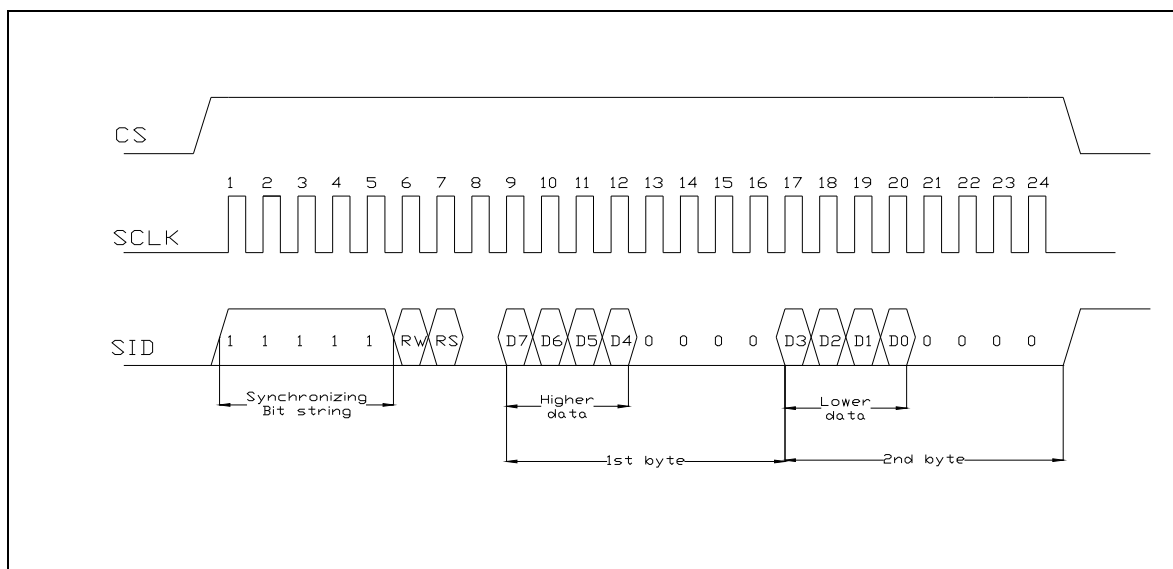 CS
1 2 3 4 5 6 7 8 9 10 11 12 13 14 15 16 17 18 19 20 21 22 23 24
SCLK
SID 1 1 1 1 1 RW RS D7 D6 D5 D4 0 0 0 0 D3 D2 D1 D0 0 0 0 0
Synchronizing Higher Lower
Bit string data data
1st byte 2nd byte